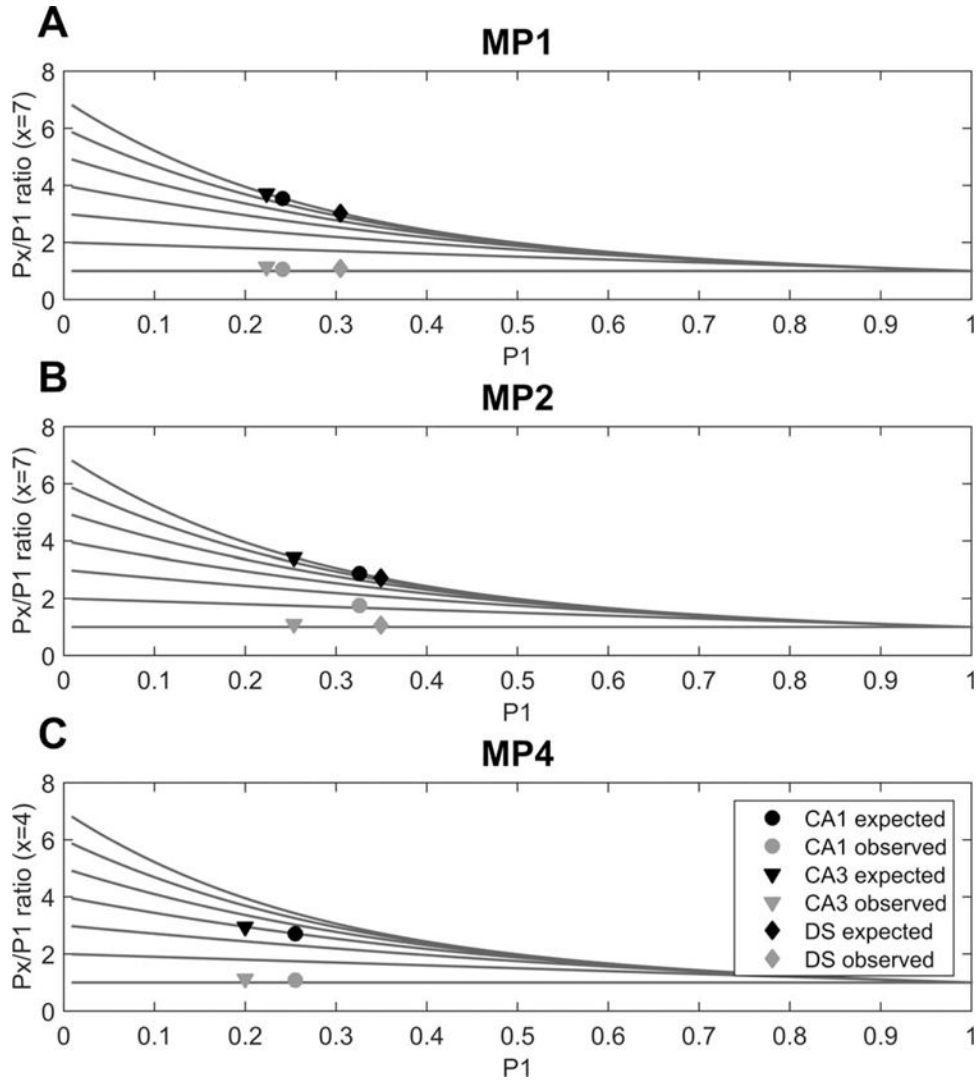 A
MP1
8
6
4
2
0
Px/P1 ratio (x=7)
0 0.1 0.2 0.3 0.4 0.5 0.6 0.7 0.8 0.9 1
P1
B
MP2
8
6
4
2
0
Px/P1 ratio (x=7)
0 0.1 0.2 0.3 0.4 0.5 0.6 0.7 0.8 0.9 1
P1
C
MP4
8
6
4
2
0
Px/P1 ratio (x=4)
CA1 expected
CA1 observed
CA3 expected
CA3 observed
DS expected
DS observed
0 0.1 0.2 0.3 0.4 0.5 0.6 0.7 0.8 0.9 1
P1